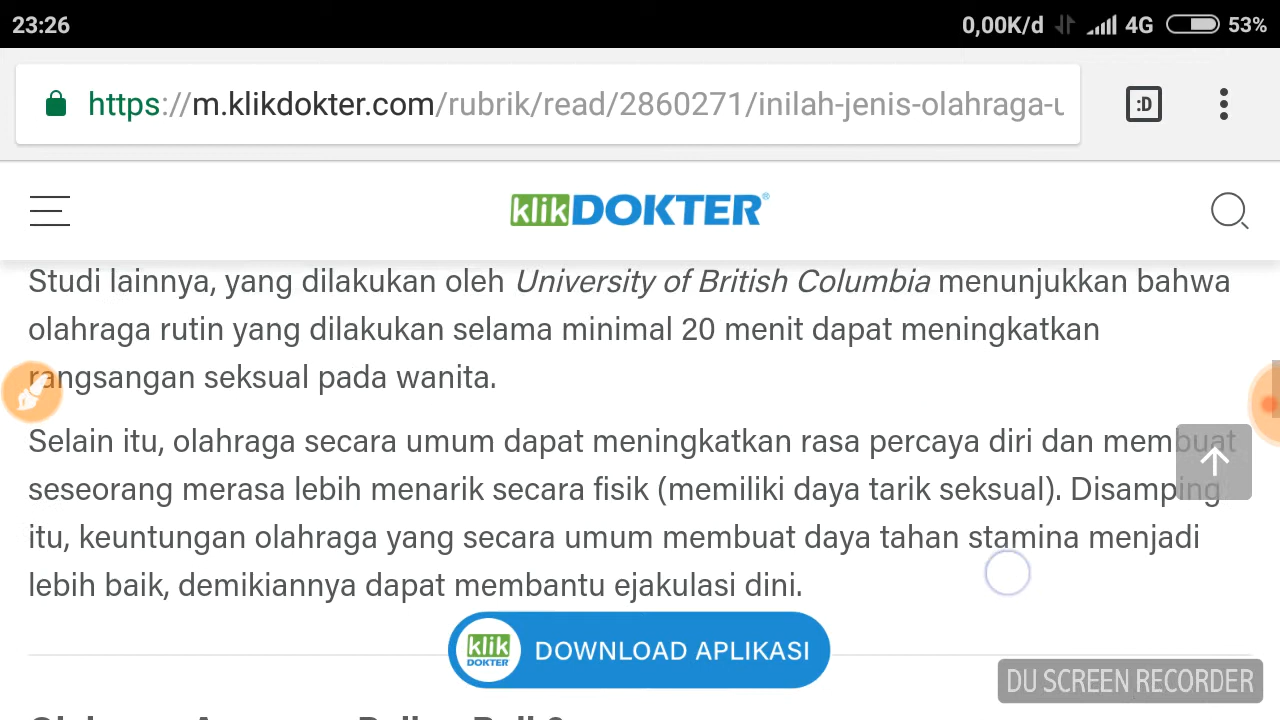 23:26 0,00K/d 4G 53%
https://m.klikdokter.com/rubrik/read/2860271/inilah-jenis-olahraga-u :D
klikDOKTER®
Studi lainnya, yang dilakukan oleh University of British Columbia menunjukkan bahwa
olahraga rutin yang dilakukan selama minimal 20 menit dapat meningkatkan
rangsangan seksual pada wanita.
Selain itu, olahraga secara umum dapat meningkatkan rasa percaya diri dan membuat
seseorang merasa lebih menarik secara fisik (memiliki daya tarik seksual). Disamping
itu, keuntungan olahraga yang secara umum membuat daya tahan stamina menjadi
lebih baik, demikiannya dapat membantu ejakulasi dini.
klik DOKTER DOWNLOAD APLIKASI
DU SCREEN RECORDER